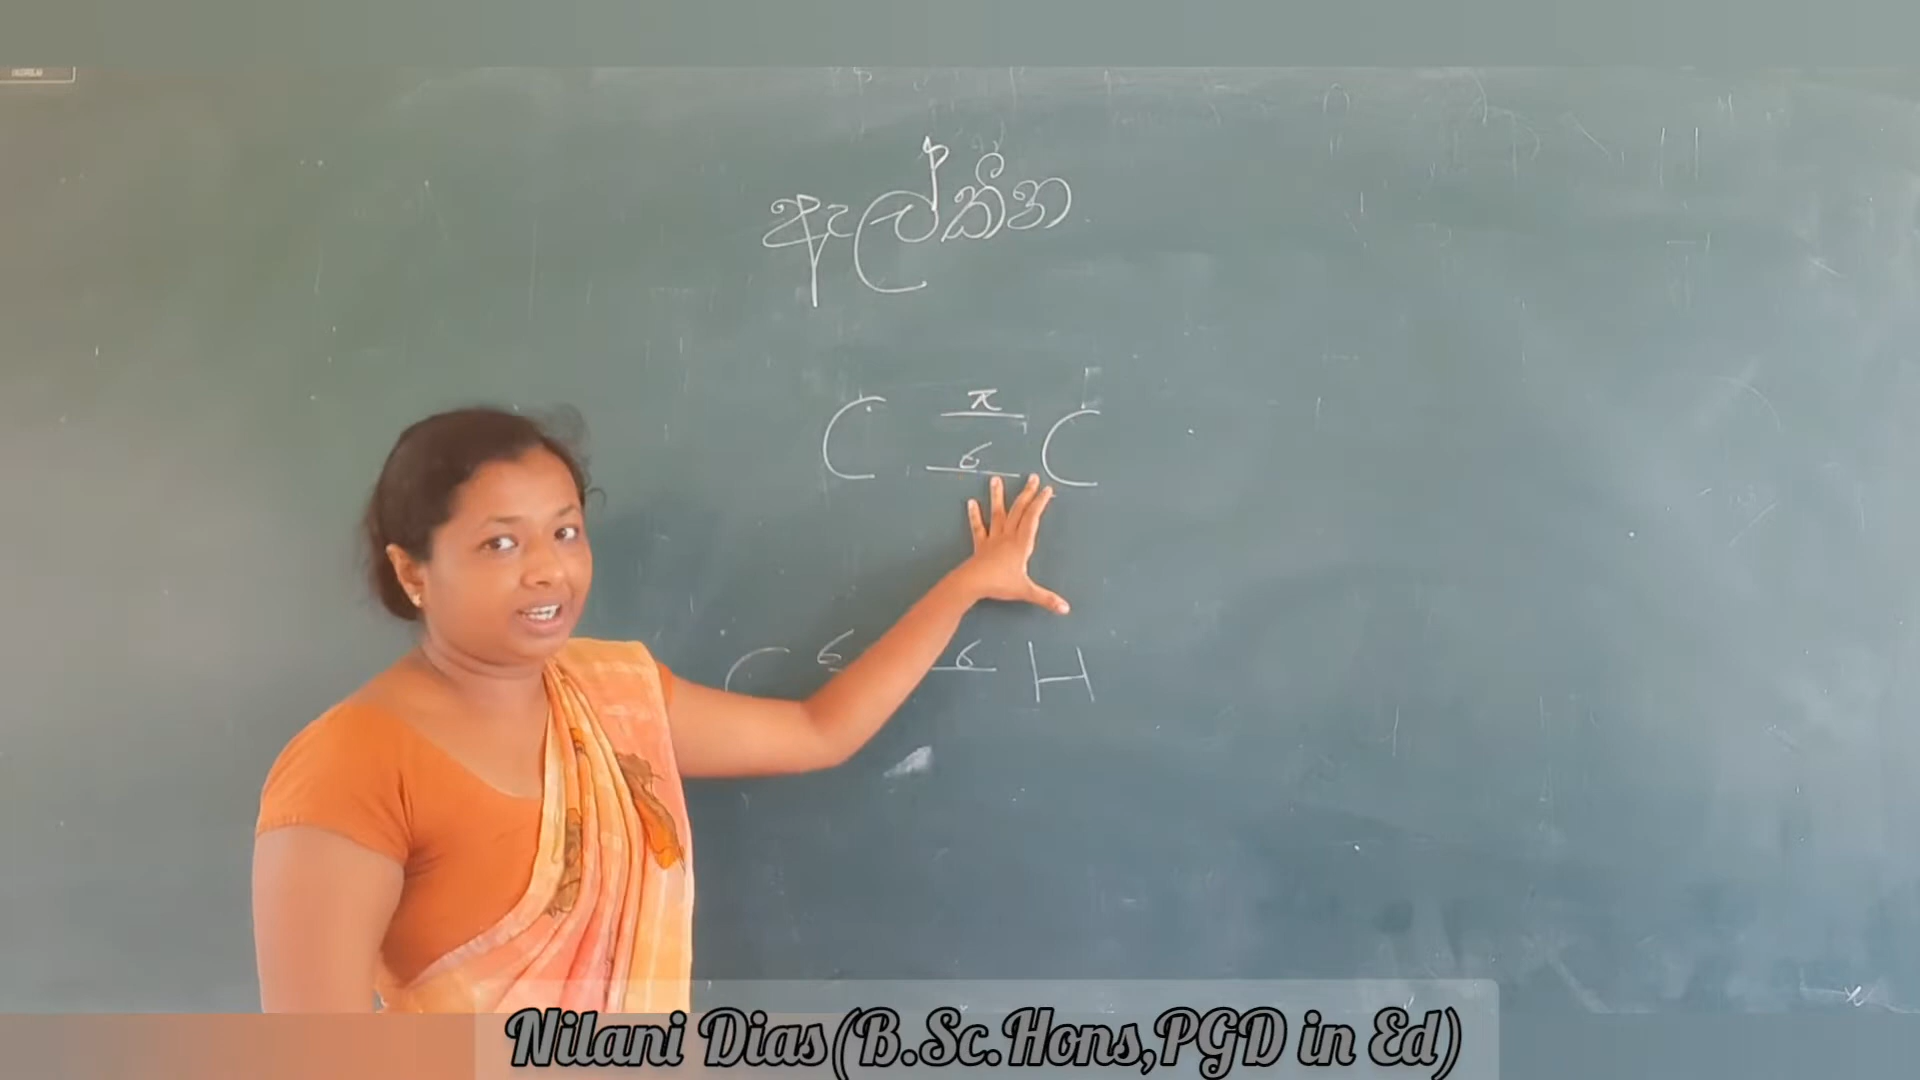 ඇල්කීන
π
C C
σ
C σ σ H
Nilani Dias(B.Sc.Hons,PGD in Ed)